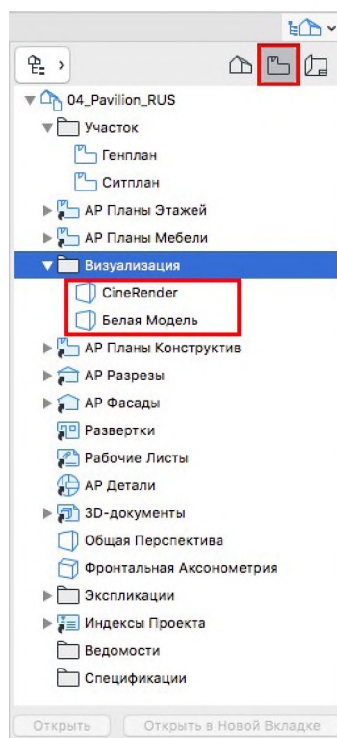 04_Pavilion_RUS
Участок
Генплан
Ситплан
АР Планы Этажей
АР Планы Мебели
Визуализация
CineRender
Белая Модель
АР Планы Конструктив
АР Разрезы
АР Фасады
Развертки
Рабочие Листы
АР Детали
3D-документы
Общая Перспектива
Фронтальная Аксонометрия
Экспликации
Индексы Проекта
Ведомости
Спецификации
Открыть Открыть в Новой Вкладке